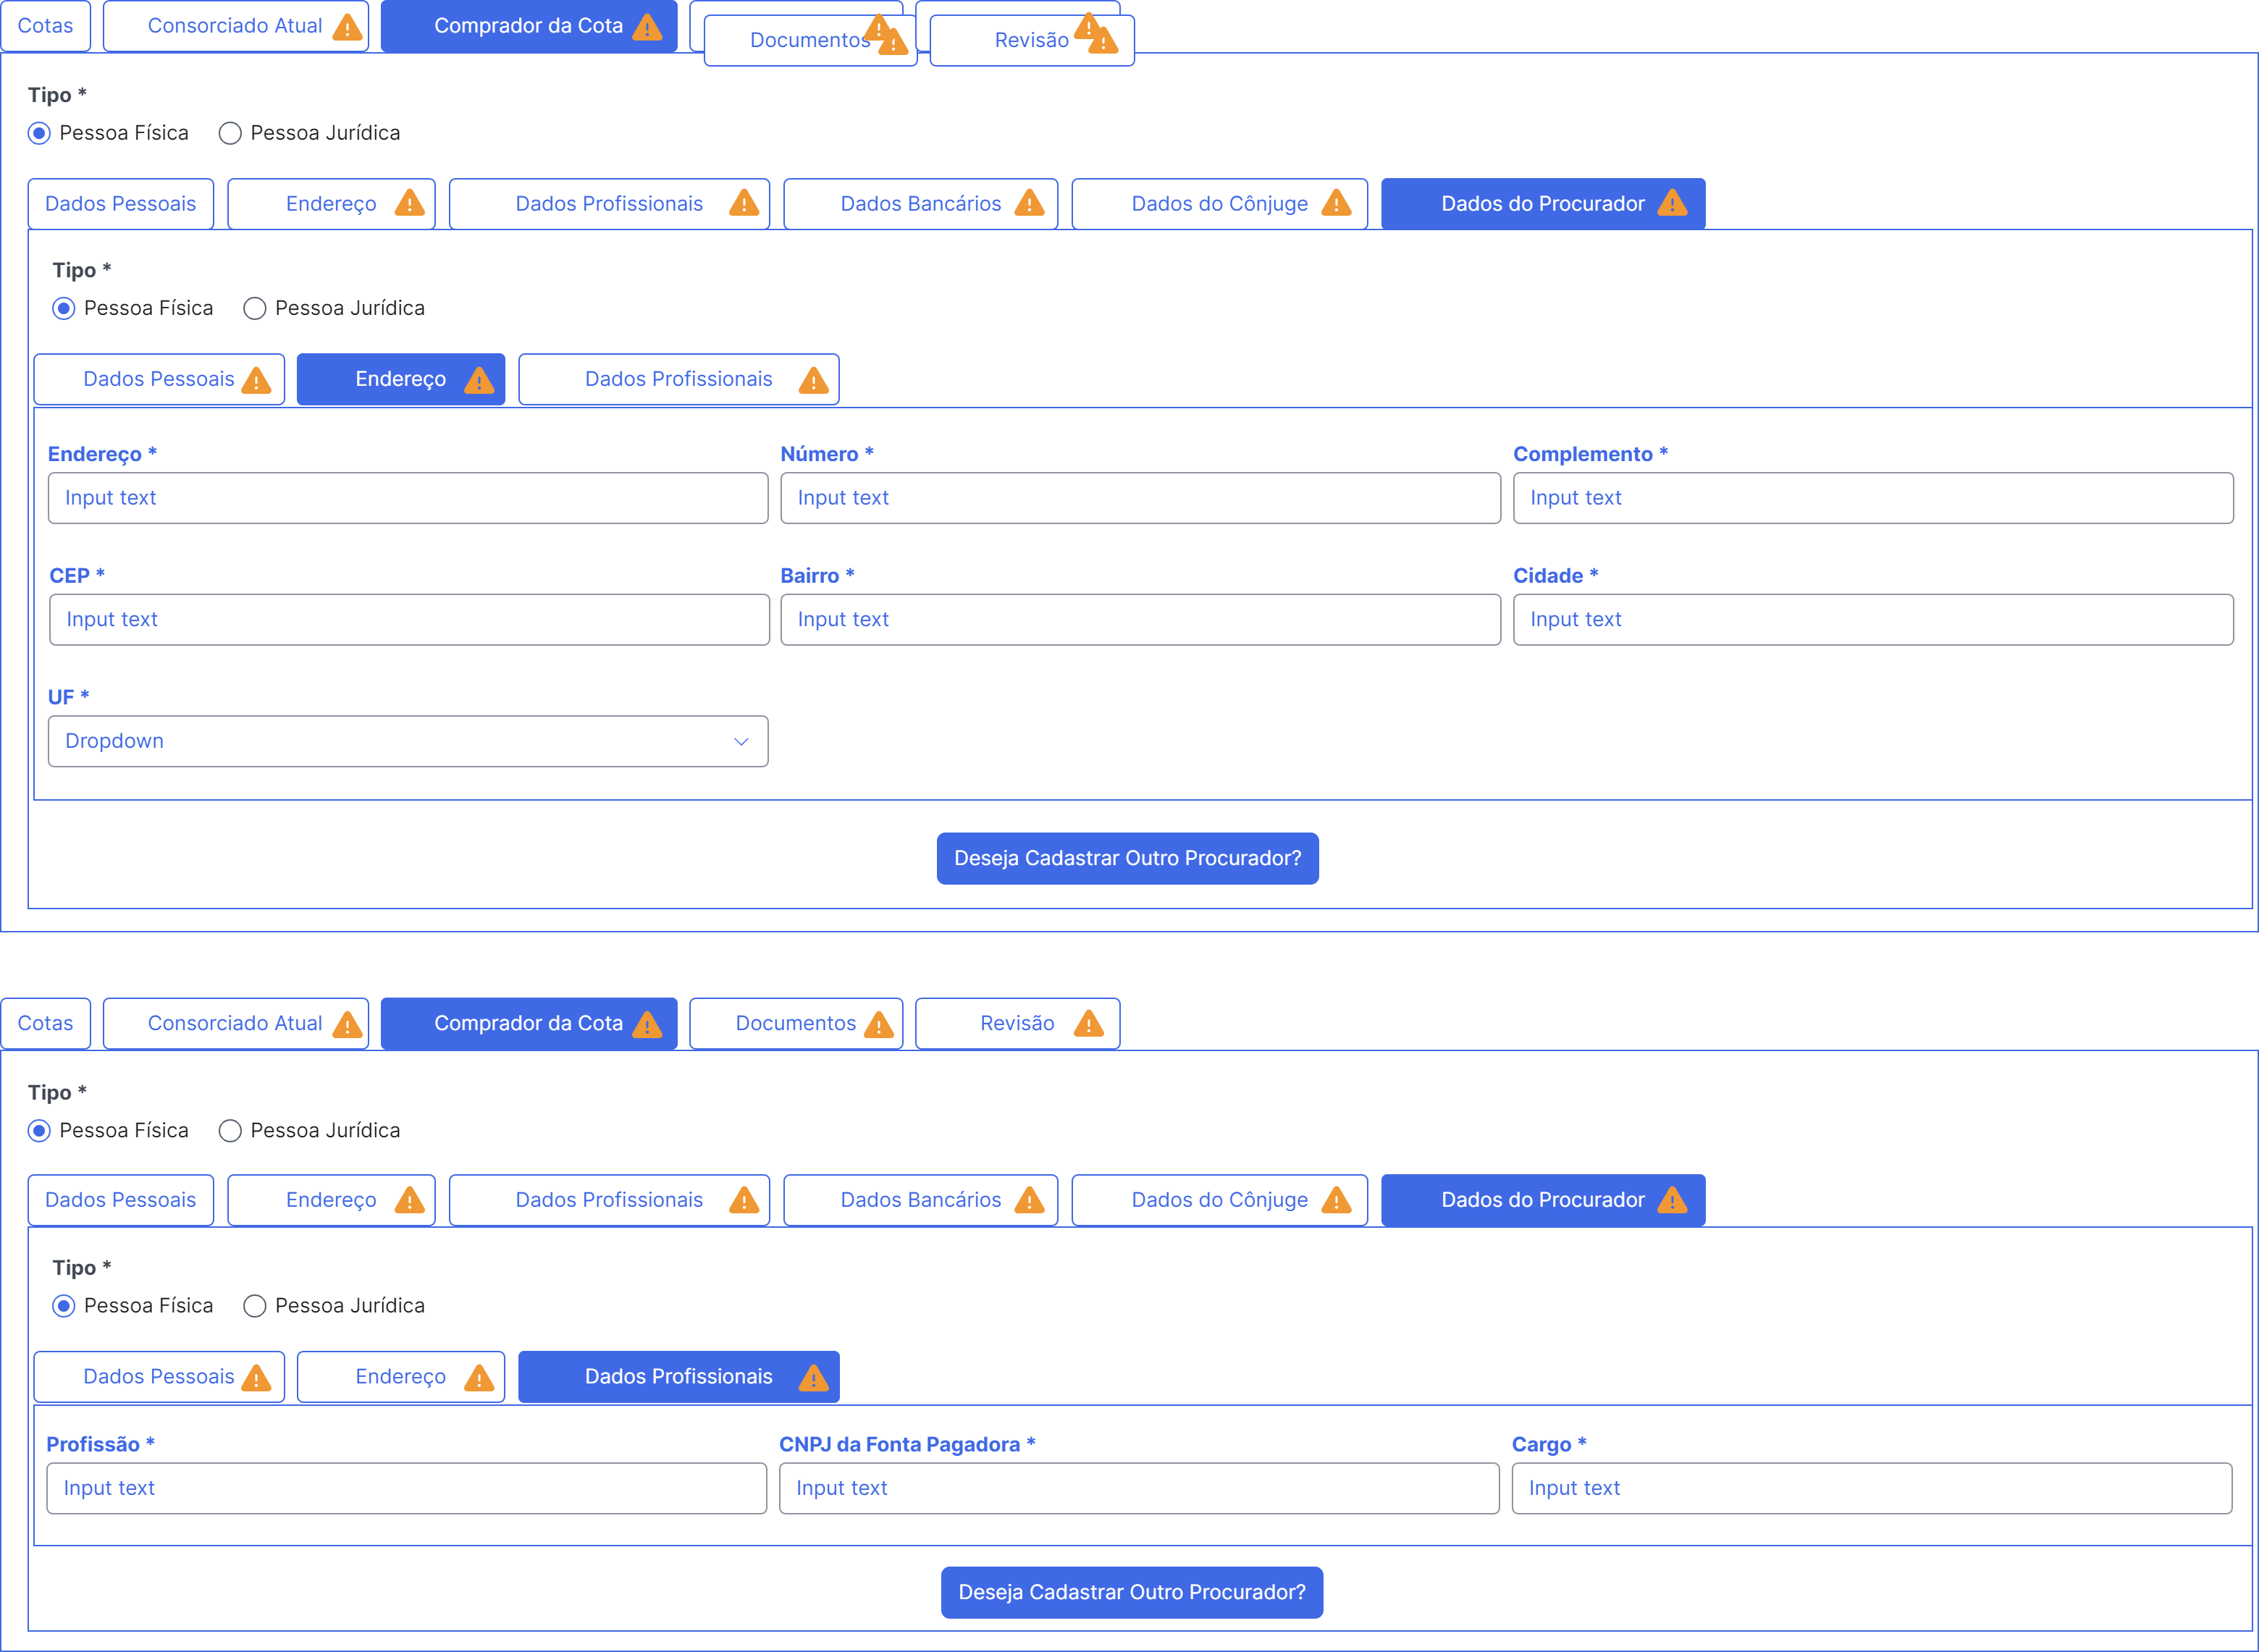 Cotas Consorciado Atual Comprador da Cota Documentos Revisão
Tipo *
Pessoa Física Pessoa Jurídica
Dados Pessoais Endereço Dados Profissionais Dados Bancários Dados do Cônjuge Dados do Procurador
Tipo *
Pessoa Física Pessoa Jurídica
Dados Pessoais Endereço Dados Profissionais
Endereço * Número * Complemento *
Input text Input text Input text
CEP * Bairro * Cidade *
Input text Input text Input text
UF *
Dropdown
Deseja Cadastrar Outro Procurador?
Cotas Consorciado Atual Comprador da Cota Documentos Revisão
Tipo *
Pessoa Física Pessoa Jurídica
Dados Pessoais Endereço Dados Profissionais Dados Bancários Dados do Cônjuge Dados do Procurador
Tipo *
Pessoa Física Pessoa Jurídica
Dados Pessoais Endereço Dados Profissionais
Profissão * CNPJ da Fonta Pagadora * Cargo *
Input text Input text Input text
Deseja Cadastrar Outro Procurador?